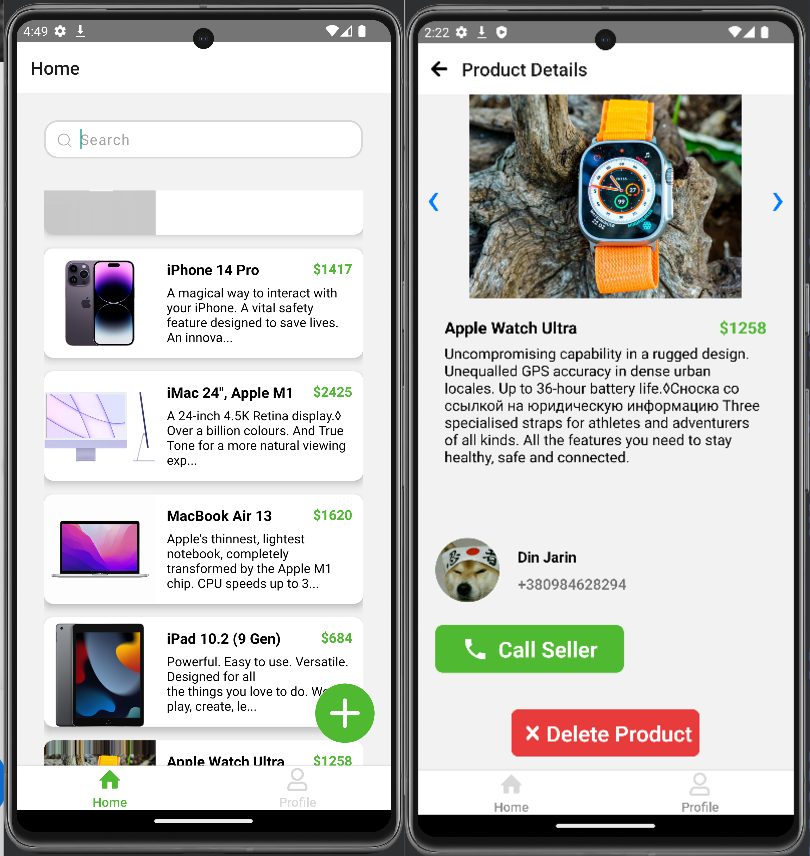 4:49
Home
Search
iPhone 14 Pro $1417
A magical way to interact with
your iPhone. A vital safety
feature designed to save lives.
An innova...
iMac 24", Apple M1 $2425
A 24-inch 4.5K Retina display.◊
Over a billion colours. And True
Tone for a more natural viewing
exp...
MacBook Air 13 $1620
Apple's thinnest, lightest
notebook, completely
transformed by the Apple M1
chip. CPU speeds up to 3...
iPad 10.2 (9 Gen) $684
Powerful. Easy to use. Versatile.
Designed for all
the things you love to do. 
play, create, le...
Apple Watch Ultra $1258
Home Profile
2:22
Product Details
Apple Watch Ultra $1258
Uncompromising capability in a rugged design.
Unequalled GPS accuracy in dense urban
locales. Up to 36-hour battery life.◊Сноска со
ссылкой на юридическую информацию Three
specialised straps for athletes and adventurers
of all kinds. All the features you need to stay
healthy, safe and connected.
Din Jarin
+380984628294
Call Seller
Delete Product
Home Profile